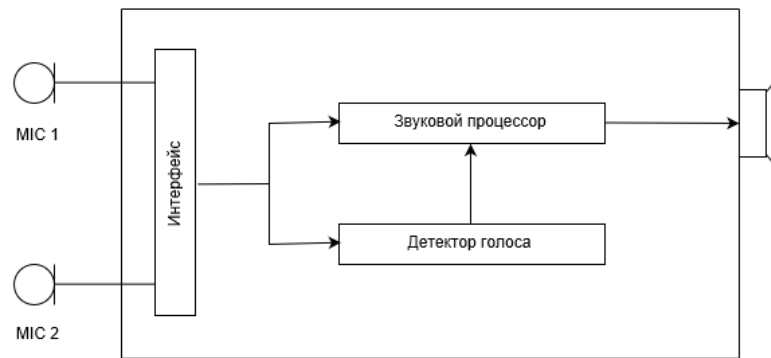 MIC 1
Интерфейс
Звуковой процессор
Детектор голоса
MIC 2